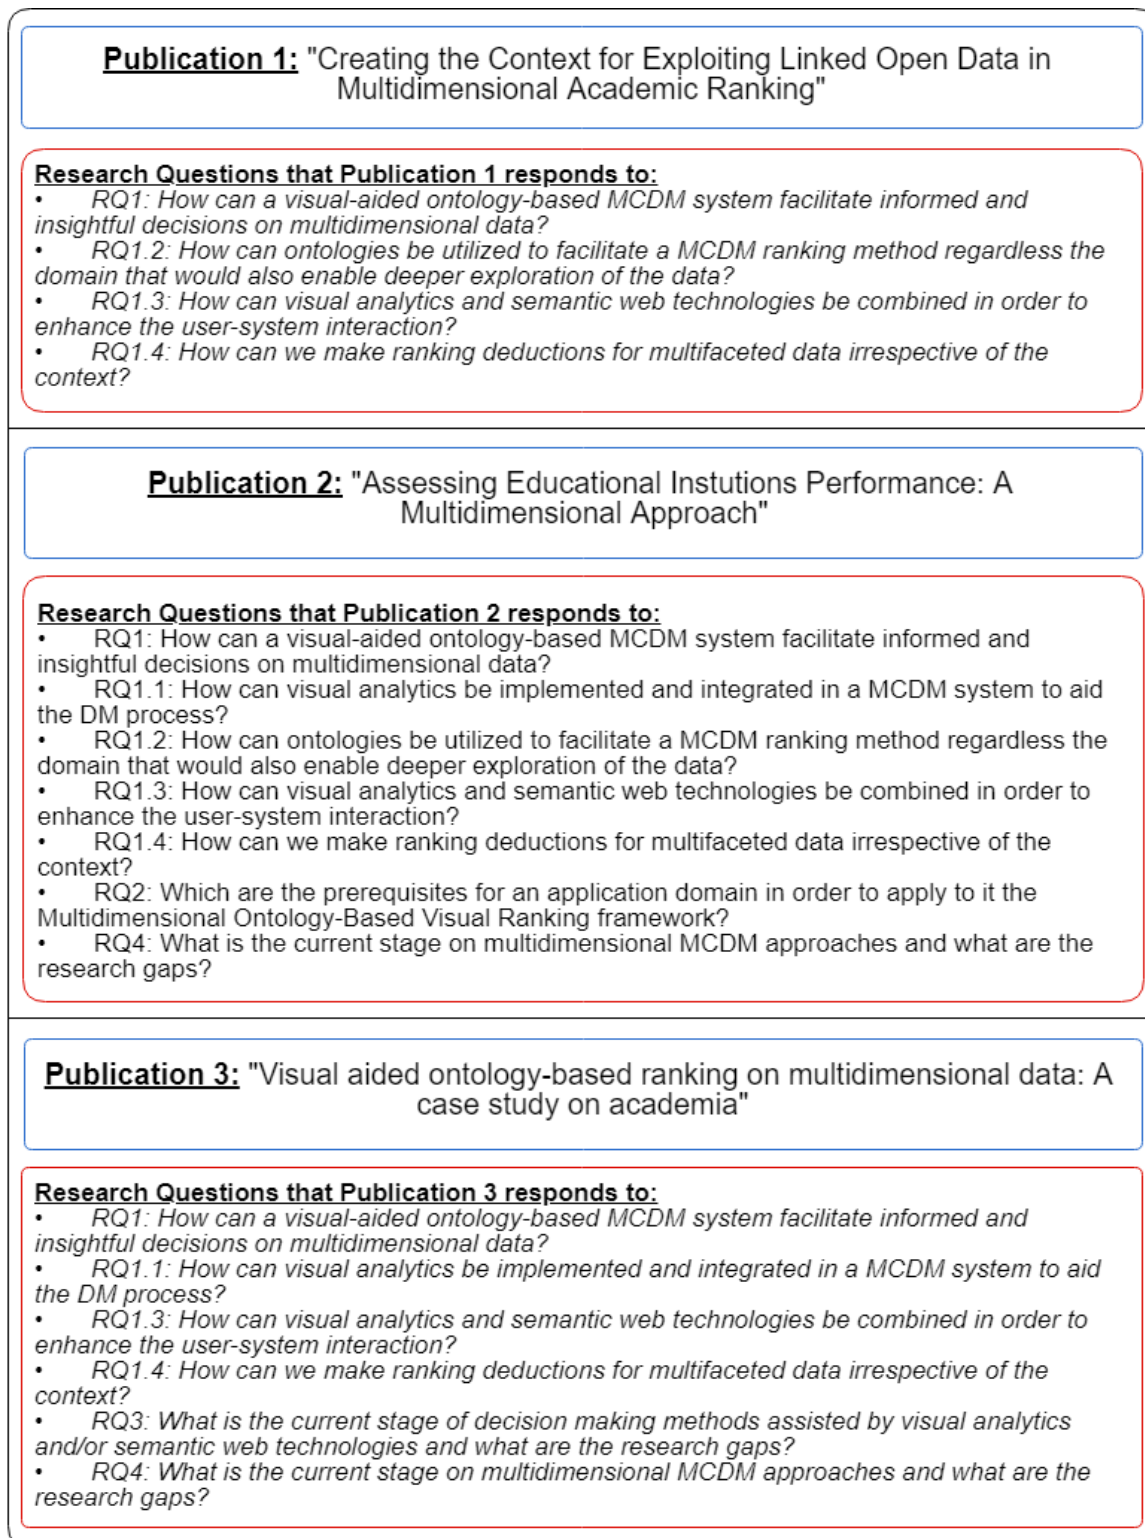 Publication 1: "Creating the Context for Exploiting Linked Open Data in
Multidimensional Academic Ranking"
Research Questions that Publication 1 responds to:
• RQ1: How can a visual-aided ontology-based MCDM system facilitate informed and
insightful decisions on multidimensional data?
• RQ1.2: How can ontologies be utilized to facilitate a MCDM ranking method regardless the
domain that would also enable deeper exploration of the data?
• RQ1.3: How can visual analytics and semantic web technologies be combined in order to
enhance the user-system interaction?
• RQ1.4: How can we make ranking deductions for multifaceted data irrespective of the
context?
Publication 2: "Assessing Educational Instutions Performance: A
Multidimensional Approach"
Research Questions that Publication 2 responds to:
• RQ1: How can a visual-aided ontology-based MCDM system facilitate informed and
insightful decisions on multidimensional data?
• RQ1.1: How can visual analytics be implemented and integrated in a MCDM system to aid
the DM process?
• RQ1.2: How can ontologies be utilized to facilitate a MCDM ranking method regardless the
domain that would also enable deeper exploration of the data?
• RQ1.3: How can visual analytics and semantic web technologies be combined in order to
enhance the user-system interaction?
• RQ1.4: How can we make ranking deductions for multifaceted data irrespective of the
context?
• RQ2: Which are the prerequisites for an application domain in order to apply to it the
Multidimensional Ontology-Based Visual Ranking framework?
• RQ4: What is the current stage on multidimensional MCDM approaches and what are the
research gaps?
Publication 3: "Visual aided ontology-based ranking on multidimensional data: A
case study on academia"
Research Questions that Publication 3 responds to:
• RQ1: How can a visual-aided ontology-based MCDM system facilitate informed and
insightful decisions on multidimensional data?
• RQ1.1: How can visual analytics be implemented and integrated in a MCDM system to aid
the DM process?
• RQ1.3: How can visual analytics and semantic web technologies be combined in order to
enhance the user-system interaction?
• RQ1.4: How can we make ranking deductions for multifaceted data irrespective of the
context?
• RQ3: What is the current stage of decision making methods assisted by visual analytics
and/or semantic web technologies and what are the research gaps?
• RQ4: What is the current stage on multidimensional MCDM approaches and what are the
research gaps?